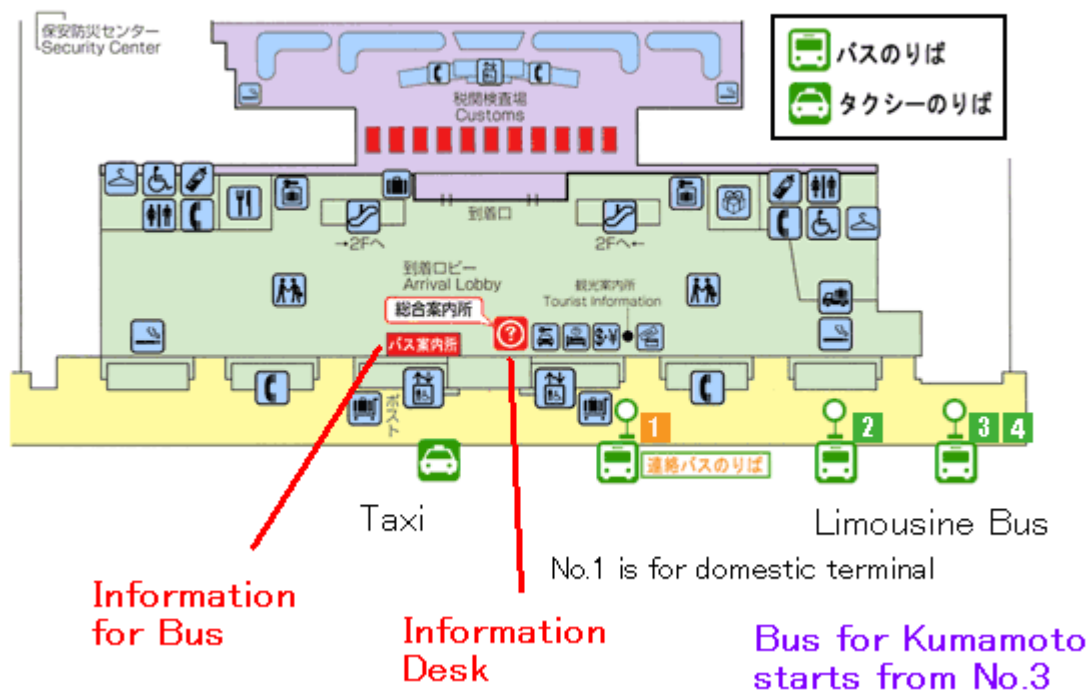 保安防災センター
Security Center
バスのりば
タクシーのりば
税関検査場
Customs
到着口
→2Fへ
2Fへ←
到着ロビー
Arrival Lobby
観光案内所
Tourist Information
総合案内所
?
バス案内所
$·¥
ポスト
1
2
3 4
連絡バスのりば
Taxi
Limousine Bus
No.1 is for domestic terminal
Information
for Bus
Information
Desk
Bus for Kumamoto
starts from No.3